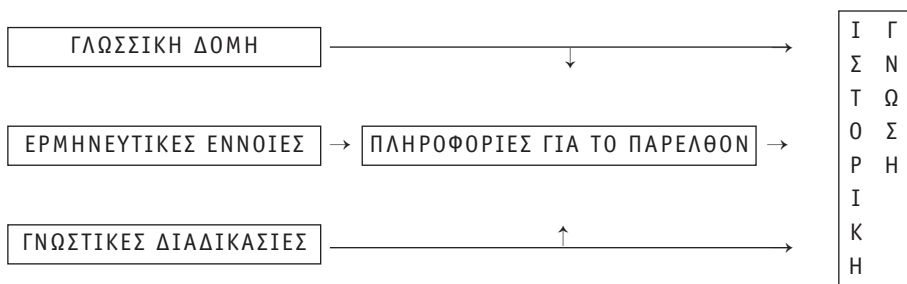 ΓΛΩΣΣΙΚΗ ΔΟΜΗ
ΕΡΜΗΝΕΥΤΙΚΕΣ ΕΝΝΟΙΕΣ → ΠΛΗΡΟΦΟΡΙΕΣ ΓΙΑ ΤΟ ΠΑΡΕΛΘΟΝ →
ΓΝΩΣΤΙΚΕΣ ΔΙΑΔΙΚΑΣΙΕΣ
ΙΣΤΟΡΙΚΗ
ΓΝΩΣΗ